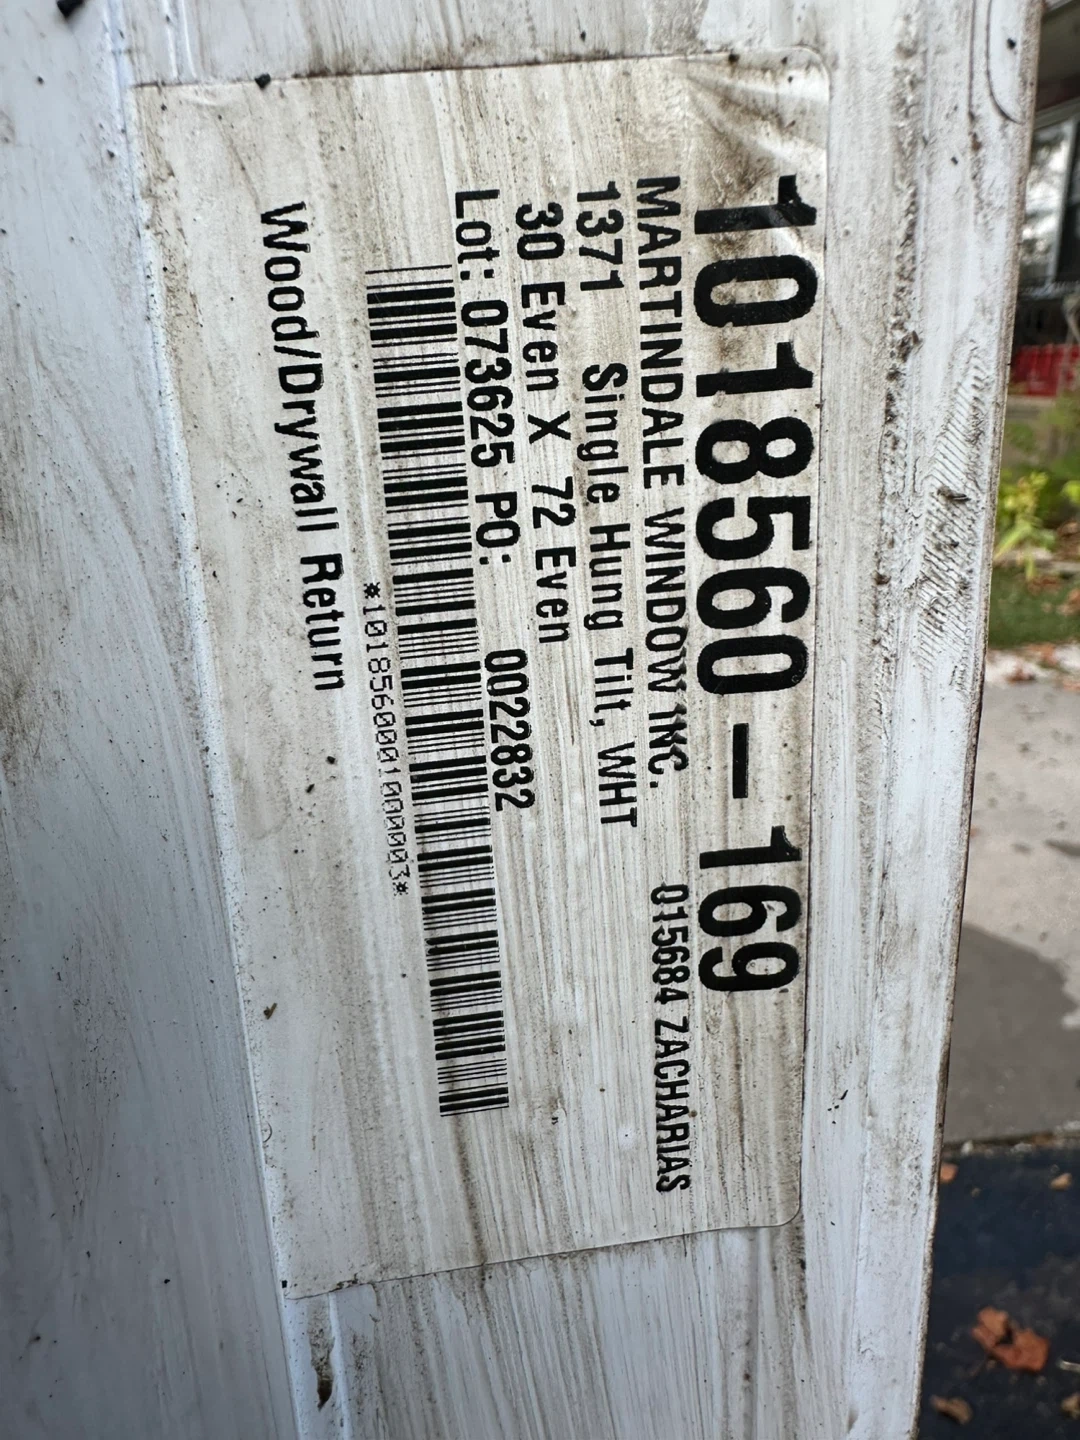 1018560-169
MARTINDALE WINDOW INC. 015684 ZACHARIAS
1371 Single Hung Tilt, WHT
30 Even X 72 Even
Lot: 073625 PO: 0022832
*1018560001000003*
Wood/Drywall Return